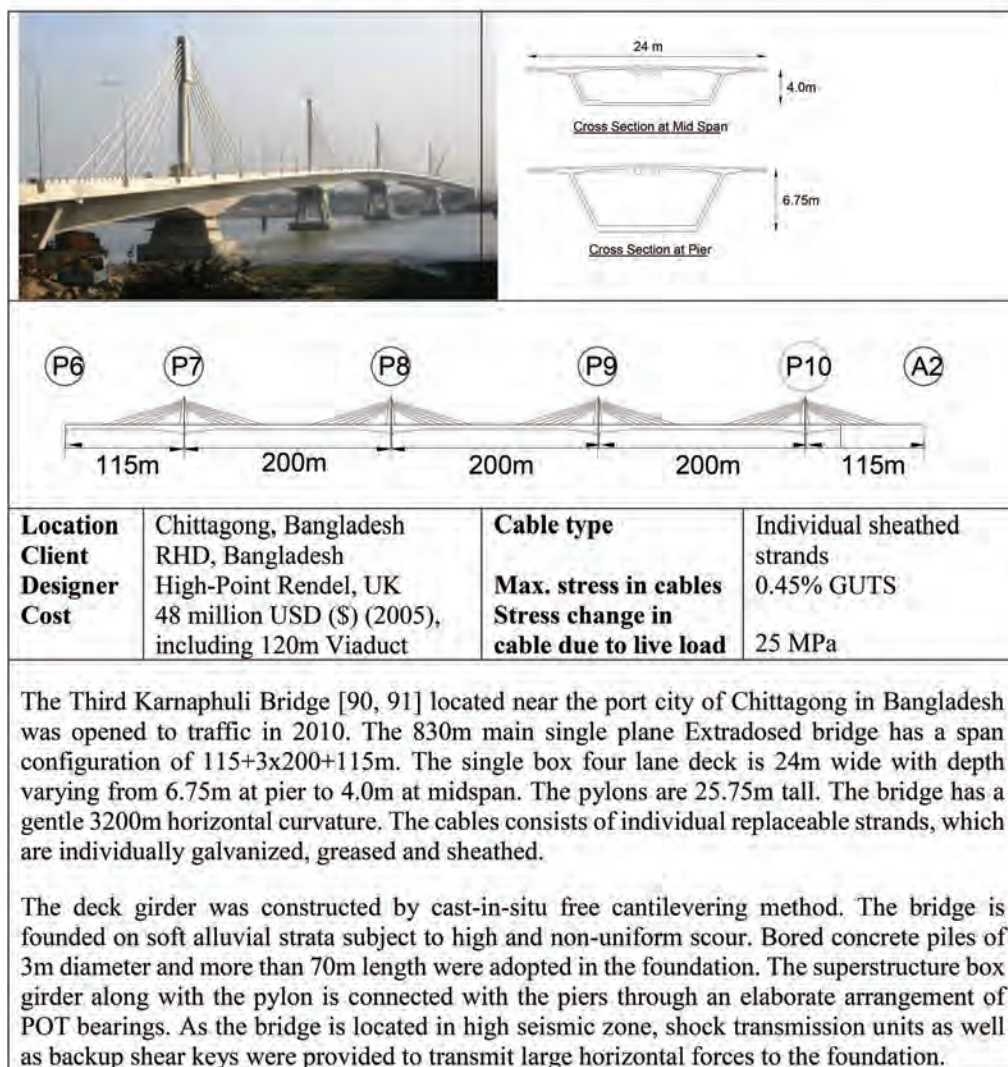 24 m
4.0m
Cross Section at Mid Span
6.75m
Cross Section at Pier
P6 P7 P8 P9 P10 A2
115m 200m 200m 200m 115m
Location Chittagong, Bangladesh
Client RHD, Bangladesh
Designer High-Point Rendel, UK
Cost 48 million USD ($) (2005),
including 120m Viaduct
Cable type Individual sheathed
strands
Max. stress in cables 0.45% GUTS
Stress change in
cable due to live load 25 MPa
The Third Karnaphuli Bridge [90, 91] located near the port city of Chittagong in Bangladesh
was opened to traffic in 2010. The 830m main single plane Extradosed bridge has a span
configuration of 115+3x200+115m. The single box four lane deck is 24m wide with depth
varying from 6.75m at pier to 4.0m at midspan. The pylons are 25.75m tall. The bridge has a
gentle 3200m horizontal curvature. The cables consists of individual replaceable strands, which
are individually galvanized, greased and sheathed.
The deck girder was constructed by cast-in-situ free cantilevering method. The bridge is
founded on soft alluvial strata subject to high and non-uniform scour. Bored concrete piles of
3m diameter and more than 70m length were adopted in the foundation. The superstructure box
girder along with the pylon is connected with the piers through an elaborate arrangement of
POT bearings. As the bridge is located in high seismic zone, shock transmission units as well
as backup shear keys were provided to transmit large horizontal forces to the foundation.